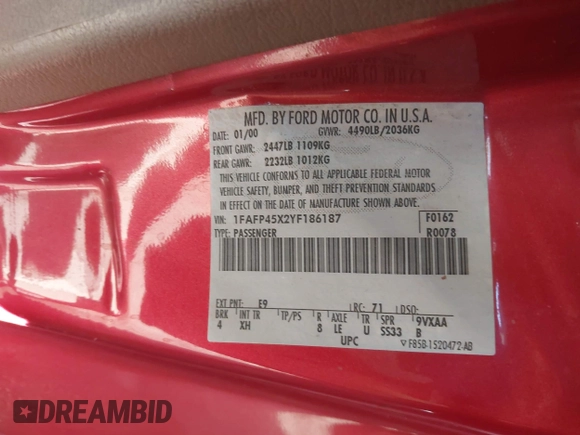 MFD. BY FORD MOTOR CO. IN U.S.A.
DATE: 01/00 GVWR: 4490LB/2036KG
FRONT GAWR: 2447LB 1109KG
REAR GAWR: 2232LB 1012KG
THIS VEHICLE CONFORMS TO ALL APPLICABLE FEDERAL MOTOR
VEHICLE SAFETY, BUMPER, AND THEFT PREVENTION STANDARDS
IN EFFECT ON THE DATE OF MANUFACTURE SHOWN ABOVE.
VIN: 1FAFP45X2YF186187 F0162
TYPE: PASSENGER R0078
EXT PNT: E9 RC: 71 DSO:
BRK INT TR TP/PS R AXLE TR SPR 9VXAA
4 XH 8 LE U SS33 B
UPC ▽ F85B-1520472-AB
DREAMBID